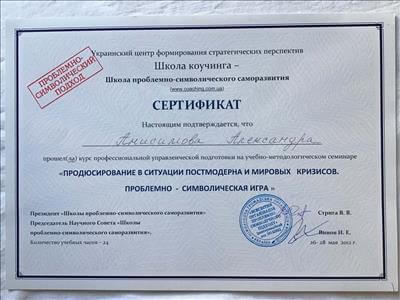 Украинский центр формирования стратегических перспектив
ПРОБЛЕМНО-
СИМВОЛИЧЕСКИЙ
ПОДХОД
Школа коучинга –
Школа проблемно-символического саморазвития
(www.coaching.com.ua)
СЕРТИФИКАТ
Настоящим подтверждается, что
Анисимова Александра
прошел(ла) курс профессиональной управленческой подготовки на учебно-методологическом семинаре
«ПРОДЮСИРОВАНИЕ В СИТУАЦИИ ПОСТМОДЕРНА И МИРОВЫХ КРИЗИСОВ.
ПРОБЛЕМНО - СИМВОЛИЧЕСКАЯ ИГРА »
Президент «Школы проблемно-символического саморазвития» Стрига В. В.
Председатель Научного Совета «Школы
проблемно-символического саморазвития». И. Е.
Количество учебных часов - 24 26- 28 мая 2012 г.